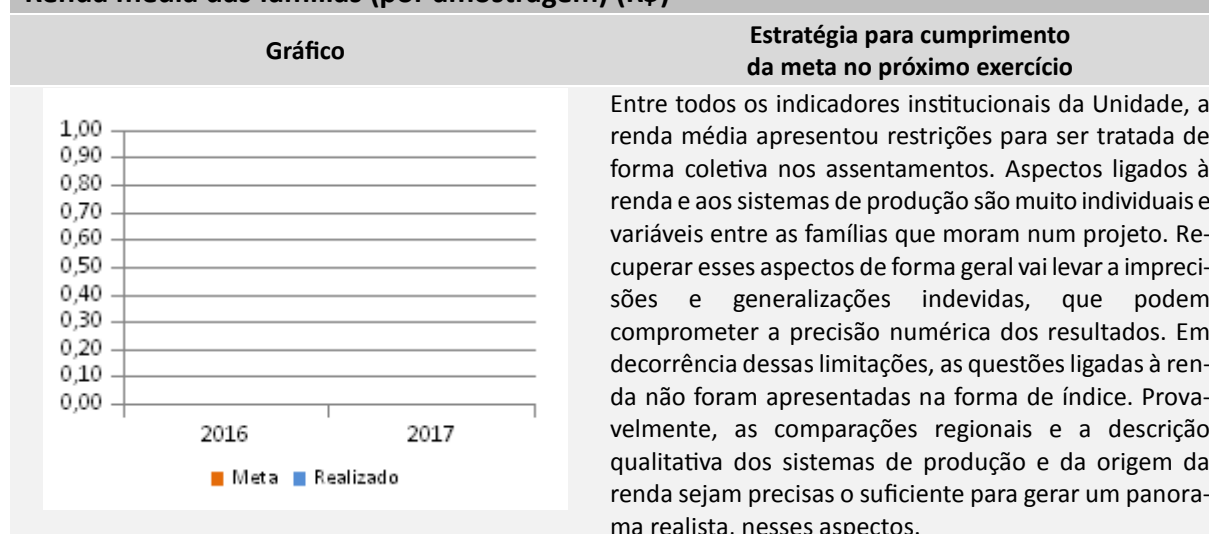 Renda média das famílias (por amostragem) (R$)
Gráfico
Estratégia para cumprimento
da meta no próximo exercício
1,00
0,90
0,80
0,70
0,60
0,50
0,40
0,30
0,20
0,10
0,00
2016 2017
Meta Realizado
Entre todos os indicadores institucionais da Unidade, a
renda média apresentou restrições para ser tratada de
forma coletiva nos assentamentos. Aspectos ligados à
renda e aos sistemas de produção são muito individuais e
variáveis entre as famílias que moram num projeto. Re-
cuperar esses aspectos de forma geral vai levar a impreci-
sões e generalizações indevidas, que podem
comprometer a precisão numérica dos resultados. Em
decorrência dessas limitações, as questões ligadas à ren-
da não foram apresentadas na forma de índice. Prova-
velmente, as comparações regionais e a descrição
qualitativa dos sistemas de produção e da origem da
renda sejam precisas o suficiente para gerar um panora-
ma realista, nesses aspectos.